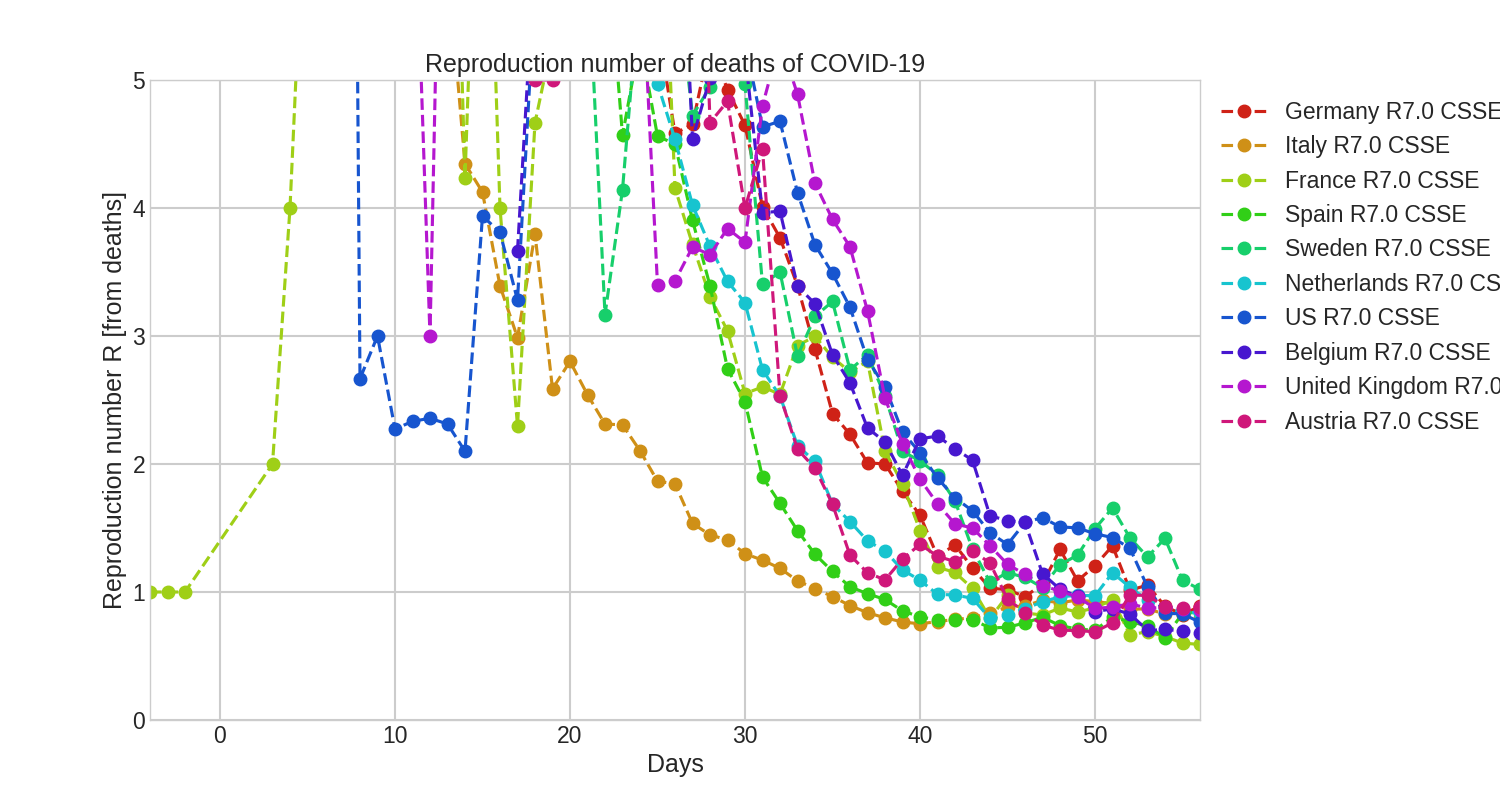 Reproduction number of deaths of COVID-19
Reproduction number R [from deaths]
5
4
3
2
1
0
0
10
20
30
40
50
Days
Germany R7.0 CSSE
Italy R7.0 CSSE
France R7.0 CSSE
Spain R7.0 CSSE
Sweden R7.0 CSSE
Netherlands R7.0 CS
US R7.0 CSSE
Belgium R7.0 CSSE
United Kingdom R7.0
Austria R7.0 CSSE